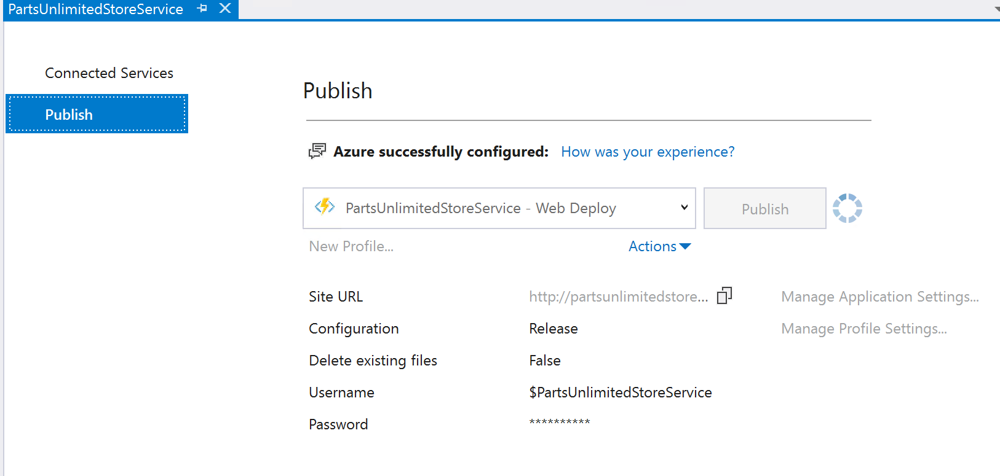 PartsUnlimitedStoreService
Connected Services
Publish
Publish
Azure successfully configured: How was your experience?
PartsUnlimitedStoreService - Web Deploy
Publish
New Profile...
Actions
Site URL http://partsunlimitedstore... Manage Application Settings...
Configuration Release Manage Profile Settings...
Delete existing files False
Username $PartsUnlimitedStoreService
Password **********